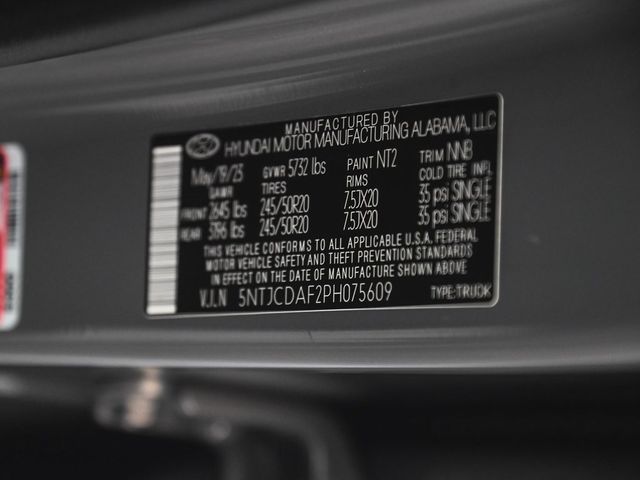 MANUFACTURED BY
HYUNDAI MOTOR MANUFACTURING ALABAMA, LLC
May/19/23 GVWR 5732 lbs PAINT NT2 TRIM NNB
GAWR TIRES RIMS COLD TIRE INFL
FRONT 2645 lbs 245/50R20 7.5JX20 35 psi SINGLE
REAR 3196 lbs 245/50R20 7.5JX20 35 psi SINGLE
THIS VEHICLE CONFORMS TO ALL APPLICABLE U.S.A. FEDERAL
MOTOR VEHICLE SAFETY AND THEFT PREVENTION STANDARDS
IN EFFECT ON THE DATE OF MANUFACTURE SHOWN ABOVE
V.I.N 5NTJCDAF2PH075609 TYPE:TRUCK